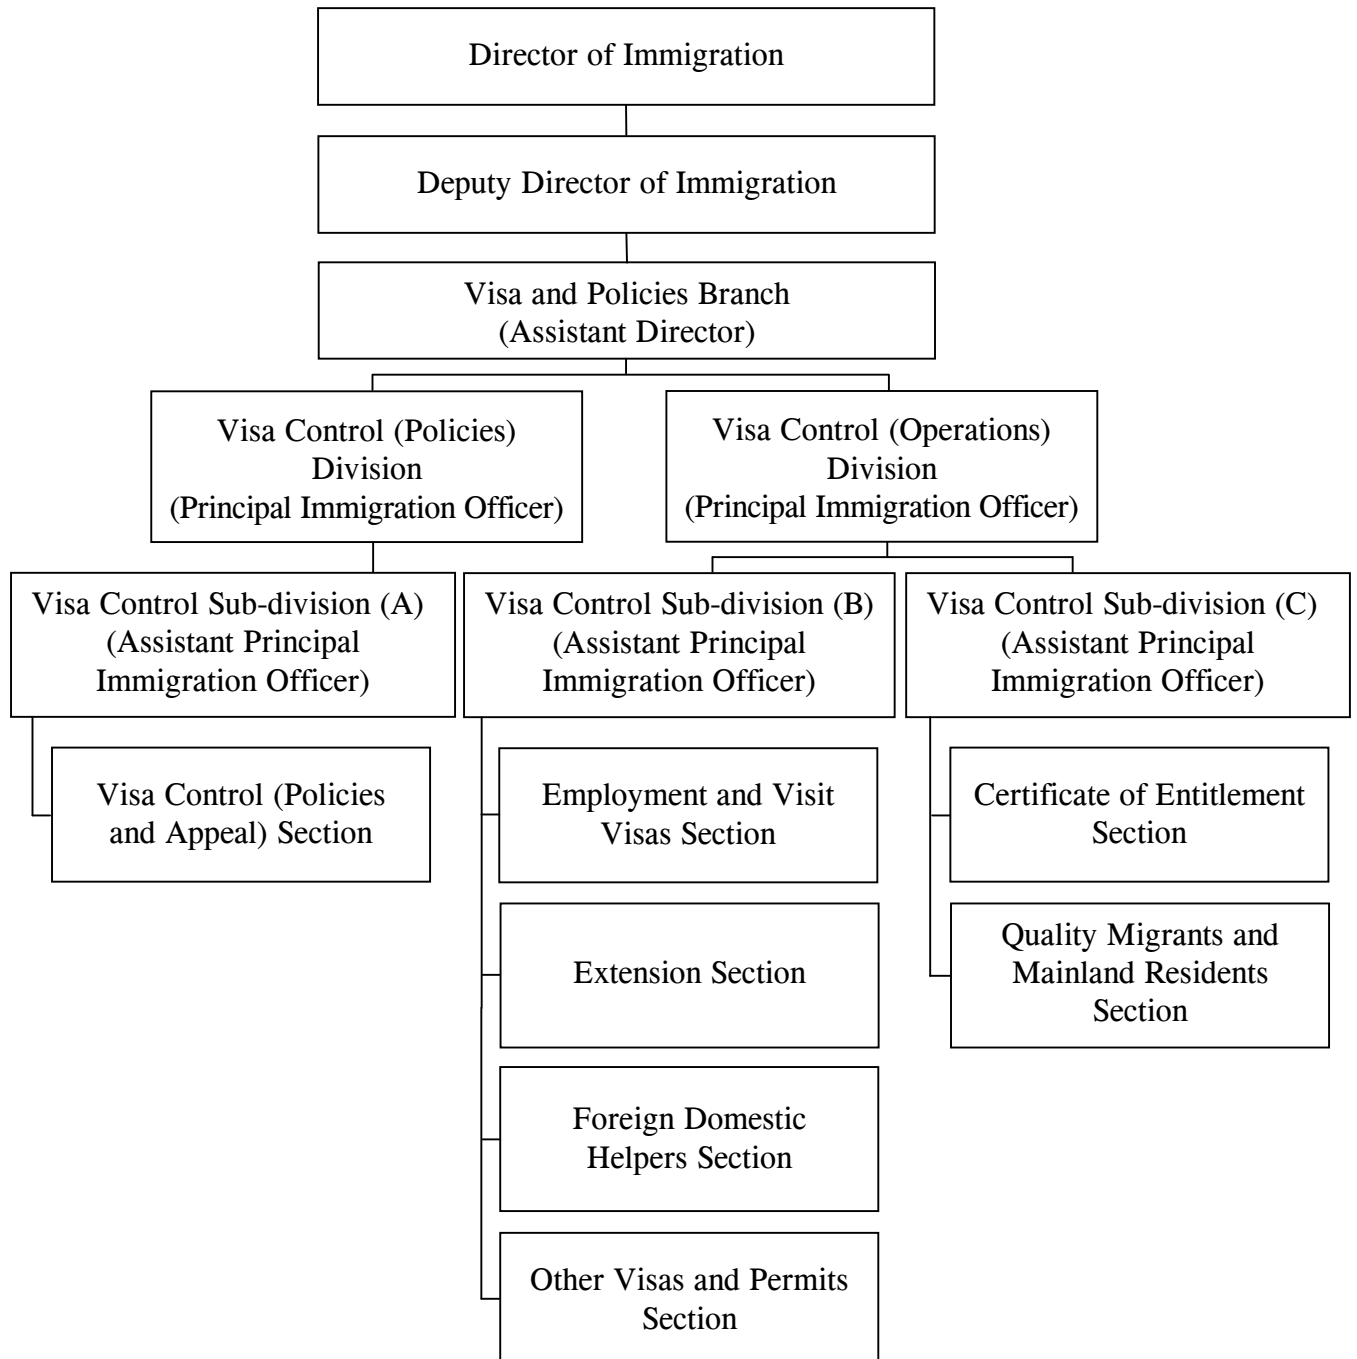 Director of Immigration
Deputy Director of Immigration
Visa and Policies Branch
(Assistant Director)
Visa Control (Policies)
Division
(Principal Immigration Officer)
Visa Control (Operations)
Division
(Principal Immigration Officer)
Visa Control Sub-division (A)
(Assistant Principal
Immigration Officer)
Visa Control Sub-division (B)
(Assistant Principal
Immigration Officer)
Visa Control Sub-division (C)
(Assistant Principal
Immigration Officer)
Visa Control (Policies
and Appeal) Section
Employment and Visit
Visas Section
Extension Section
Foreign Domestic
Helpers Section
Other Visas and Permits
Section
Certificate of Entitlement
Section
Quality Migrants and
Mainland Residents
Section